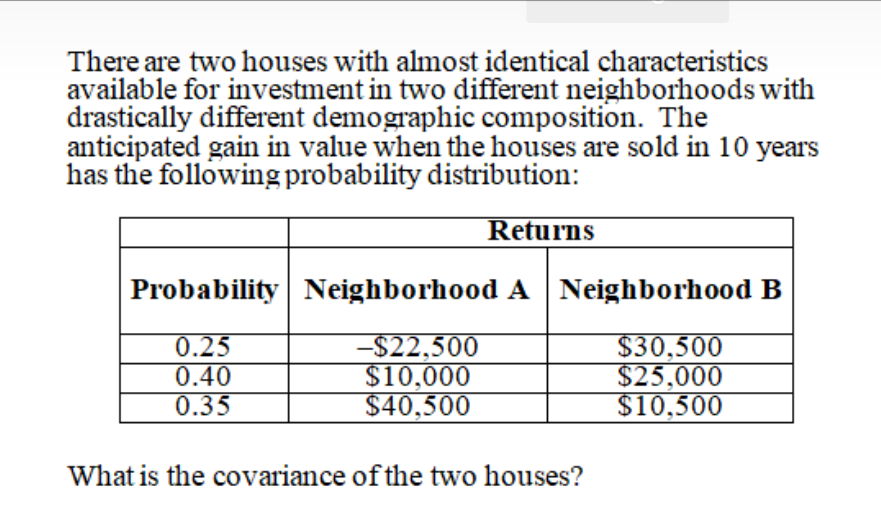 There are two houses with almost identical characteristics
available for investment in two different neighborhoods with
drastically different demographic composition. The
anticipated gain in value when the houses are sold in 10 years
has the following probability distribution:
Returns
Probability Neighborhood A Neighborhood B
0.25 –$22,500 $30,500
0.40 $10,000 $25,000
0.35 $40,500 $10,500
What is the covariance of the two houses?